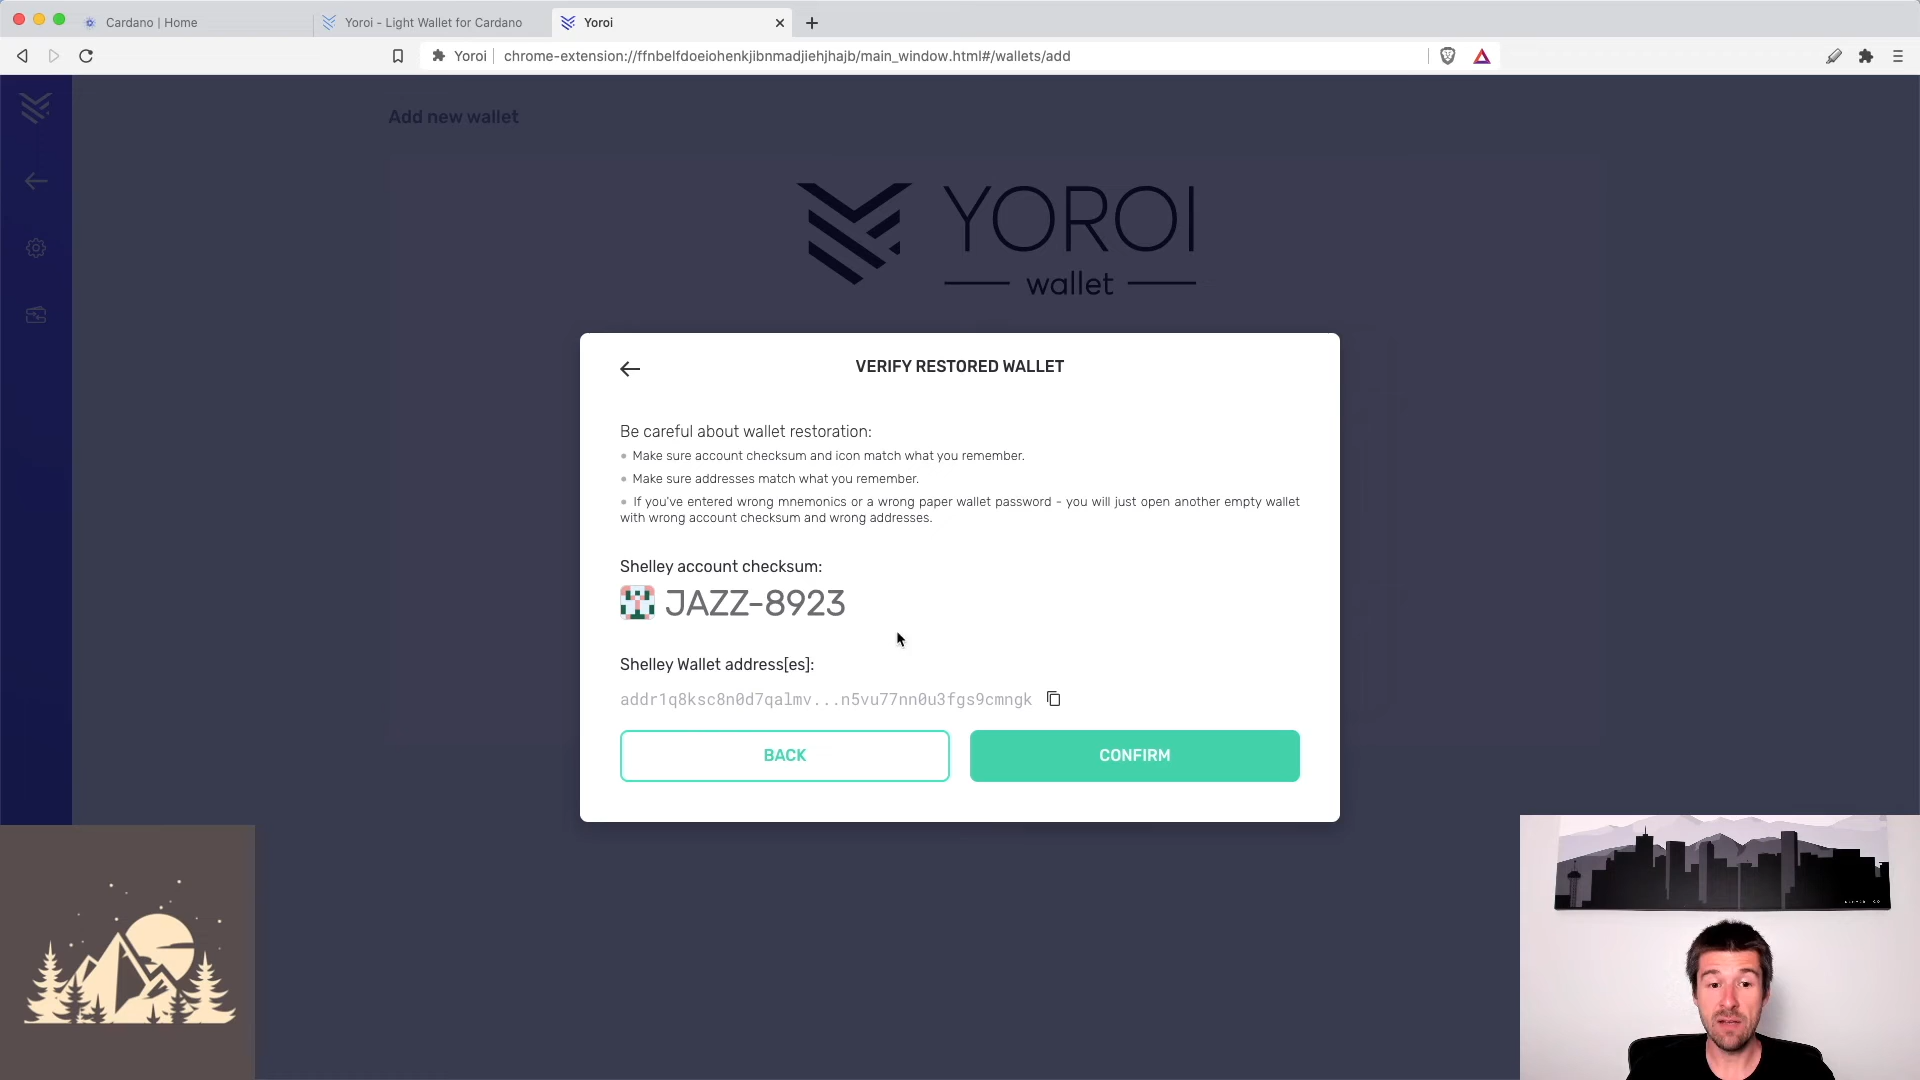 Cardano | Home
Yoroi - Light Wallet for Cardano
Yoroi
Yoroi
chrome-extension://ffnbelfdoeiohenkjibnmadjiehjhajb/main_window.html#/wallets/add
Add new wallet
YOROI
wallet
VERIFY RESTORED WALLET
Be careful about wallet restoration:
Make sure account checksum and icon match what you remember.
Make sure addresses match what you remember.
If you've entered wrong mnemonics or a wrong paper wallet password - you will just open another empty wallet
with wrong account checksum and wrong addresses.
Shelley account checksum:
JAZZ-8923
Shelley Wallet address[es]:
addr1q8ksc8n0d7qalmv...n5vu77nn0u3fgs9cmngk
BACK
CONFIRM